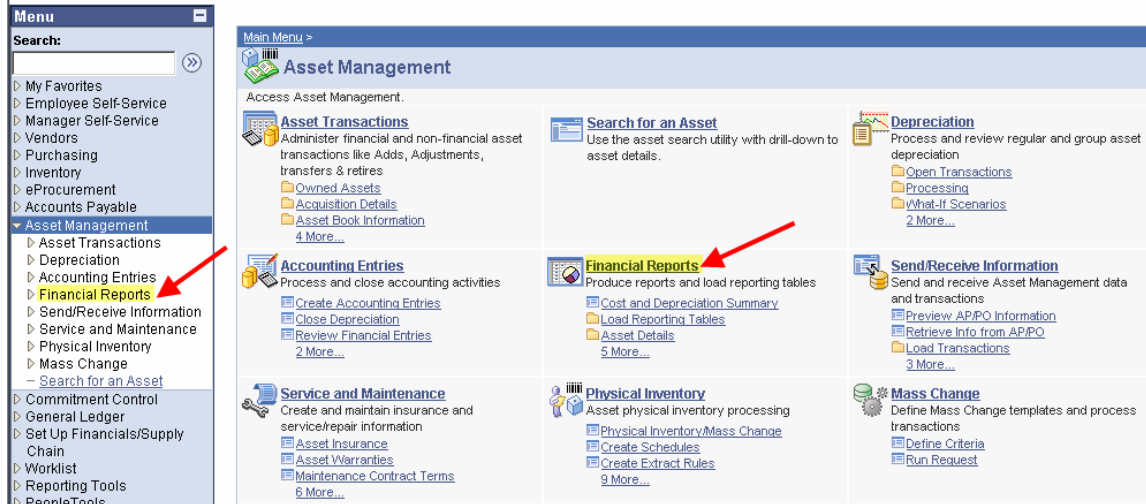 Menu
Search:
My Favorites
Employee Self-Service
Manager Self-Service
Vendors
Purchasing
Inventory
eProcurement
Accounts Payable
Asset Management
Asset Transactions
Depreciation
Accounting Entries
Financial Reports
Send/Receive Information
Service and Maintenance
Physical Inventory
Mass Change
Search for an Asset
Commitment Control
General Ledger
Set Up Financials/Supply
Chain
Worklist
Reporting Tools
PeopleTools
Main Menu >
Asset Management
Access Asset Management.
Asset Transactions
Administer financial and non-financial asset
transactions like Adds, Adjustments,
transfers & retires
Owned Assets
Acquisition Details
Asset Book Information
4 More...
Search for an Asset
Use the asset search utility with drill-down to
asset details.
Depreciation
Process and review regular and group asset
depreciation
Open Transactions
Processing
What-If Scenarios
2 More...
Accounting Entries
Process and close accounting activities
Create Accounting Entries
Close Depreciation
Review Financial Entries
2 More...
Financial Reports
Produce reports and load reporting tables
Cost and Depreciation Summary
Load Reporting Tables
Asset Details
5 More...
Send/Receive Information
Send and receive Asset Management data
and transactions
Preview AP/PO Information
Retrieve Info from AP/PO
Load Transactions
3 More...
Service and Maintenance
Create and maintain insurance and
service/repair information
Asset Insurance
Asset Warranties
Maintenance Contract Terms
6 More...
Physical Inventory
Asset physical inventory processing
Physical Inventory/Mass Change
Create Schedules
Create Extract Rules
9 More...
Mass Change
Define Mass Change templates and process
transactions
Define Criteria
Run Request